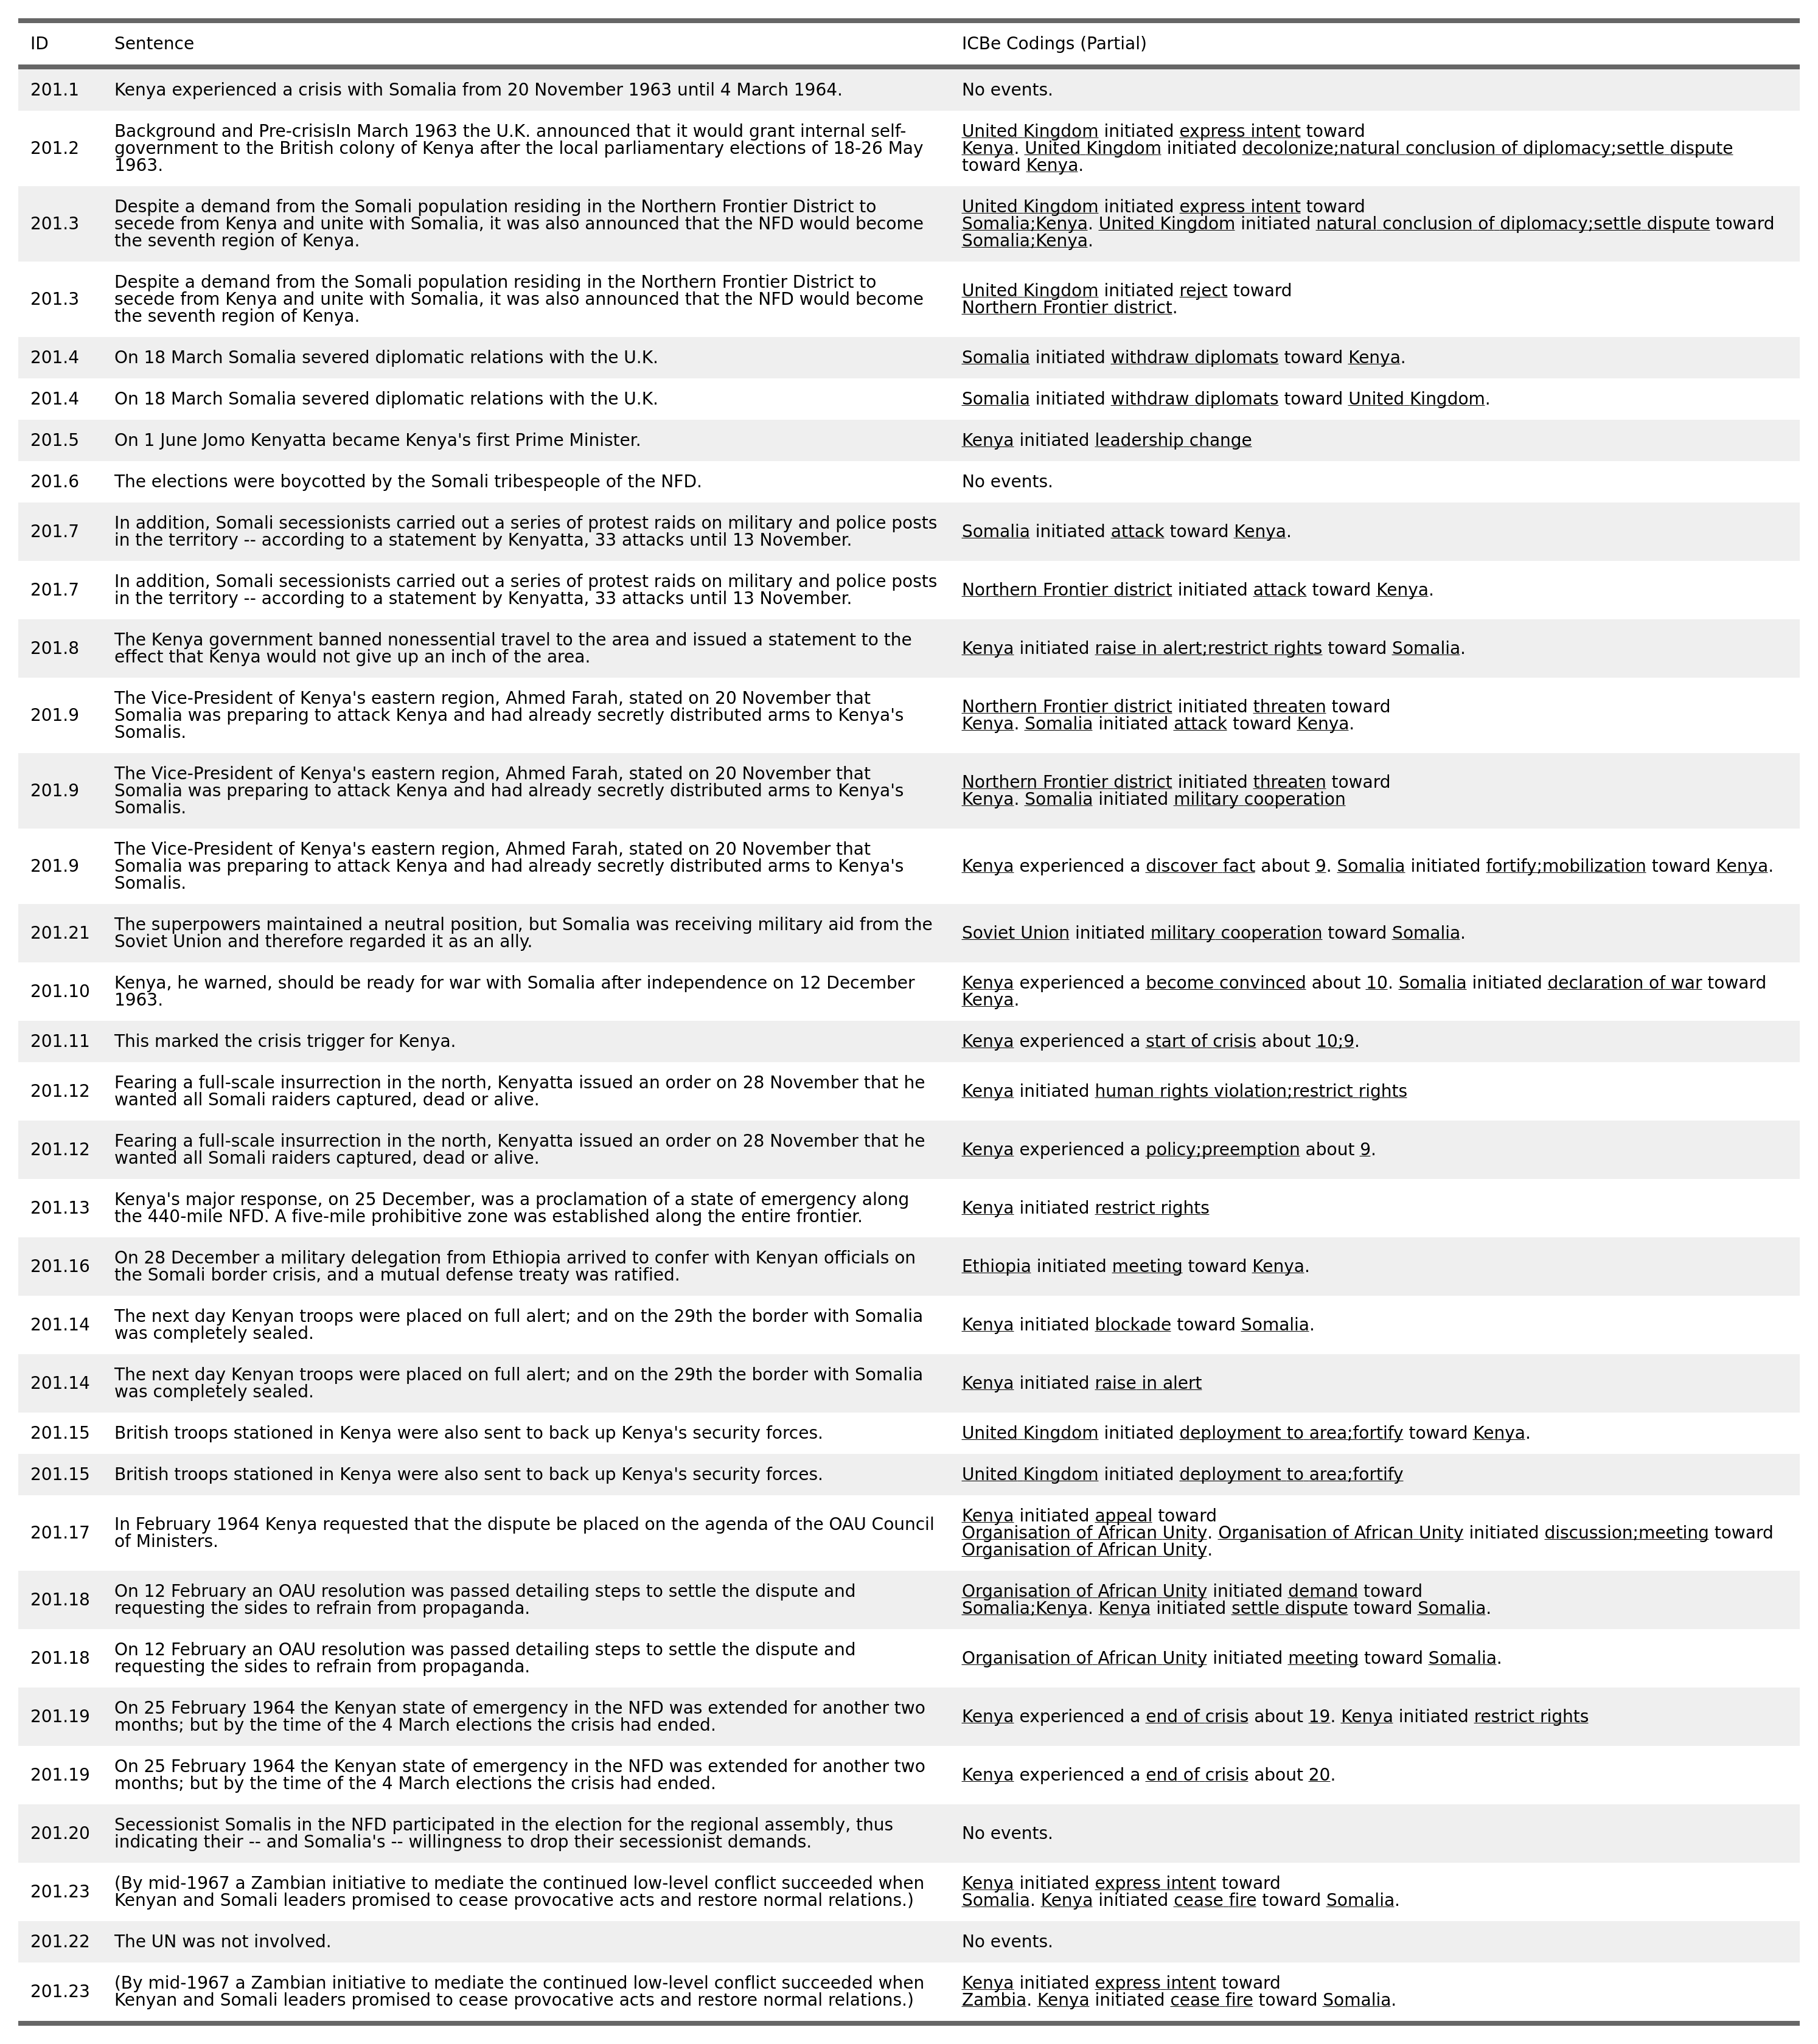 ID Sentence ICBe Codings (Partial)
201.1 Kenya experienced a crisis with Somalia from 20 November 1963 until 4 March 1964. No events.
201.2
Background and Pre-crisisIn March 1963 the U.K. announced that it would grant internal self-
government to the British colony of Kenya after the local parliamentary elections of 18-26 May
1963.
United Kingdom initiated express intent toward
Kenya. United Kingdom initiated decolonize;natural conclusion of diplomacy;settle dispute
toward Kenya.
201.3
Despite a demand from the Somali population residing in the Northern Frontier District to
secede from Kenya and unite with Somalia, it was also announced that the NFD would become
the seventh region of Kenya.
United Kingdom initiated express intent toward
Somalia;Kenya. United Kingdom initiated natural conclusion of diplomacy;settle dispute toward
Somalia;Kenya.
201.3
Despite a demand from the Somali population residing in the Northern Frontier District to
secede from Kenya and unite with Somalia, it was also announced that the NFD would become
the seventh region of Kenya.
United Kingdom initiated reject toward
Northern Frontier district.
201.4 On 18 March Somalia severed diplomatic relations with the U.K. Somalia initiated withdraw diplomats toward Kenya.
201.4 On 18 March Somalia severed diplomatic relations with the U.K. Somalia initiated withdraw diplomats toward United Kingdom.
201.5 On 1 June Jomo Kenyatta became Kenya's first Prime Minister. Kenya initiated leadership change
201.6 The elections were boycotted by the Somali tribespeople of the NFD. No events.
201.7
In addition, Somali secessionists carried out a series of protest raids on military and police posts
in the territory -- according to a statement by Kenyatta, 33 attacks until 13 November.
Somalia initiated attack toward Kenya.
201.7
In addition, Somali secessionists carried out a series of protest raids on military and police posts
in the territory -- according to a statement by Kenyatta, 33 attacks until 13 November.
Northern Frontier district initiated attack toward Kenya.
201.8
The Kenya government banned nonessential travel to the area and issued a statement to the
effect that Kenya would not give up an inch of the area.
Kenya initiated raise in alert;restrict rights toward Somalia.
201.9
The Vice-President of Kenya's eastern region, Ahmed Farah, stated on 20 November that
Somalia was preparing to attack Kenya and had already secretly distributed arms to Kenya's
Somalis.
Northern Frontier district initiated threaten toward
Kenya. Somalia initiated attack toward Kenya.
201.9
The Vice-President of Kenya's eastern region, Ahmed Farah, stated on 20 November that
Somalia was preparing to attack Kenya and had already secretly distributed arms to Kenya's
Somalis.
Northern Frontier district initiated threaten toward
Kenya. Somalia initiated military cooperation
201.9
The Vice-President of Kenya's eastern region, Ahmed Farah, stated on 20 November that
Somalia was preparing to attack Kenya and had already secretly distributed arms to Kenya's
Somalis.
Kenya experienced a discover fact about 9. Somalia initiated fortify;mobilization toward Kenya.
201.21
The superpowers maintained a neutral position, but Somalia was receiving military aid from the
Soviet Union and therefore regarded it as an ally.
Soviet Union initiated military cooperation toward Somalia.
201.10
Kenya, he warned, should be ready for war with Somalia after independence on 12 December
1963.
Kenya experienced a become convinced about 10. Somalia initiated declaration of war toward
Kenya.
201.11 This marked the crisis trigger for Kenya. Kenya experienced a start of crisis about 10;9.
201.12
Fearing a full-scale insurrection in the north, Kenyatta issued an order on 28 November that he
wanted all Somali raiders captured, dead or alive.
Kenya initiated human rights violation;restrict rights
201.12
Fearing a full-scale insurrection in the north, Kenyatta issued an order on 28 November that he
wanted all Somali raiders captured, dead or alive.
Kenya experienced a policy;preemption about 9.
201.13
Kenya's major response, on 25 December, was a proclamation of a state of emergency along
the 440-mile NFD. A five-mile prohibitive zone was established along the entire frontier.
Kenya initiated restrict rights
201.16
On 28 December a military delegation from Ethiopia arrived to confer with Kenyan officials on
the Somali border crisis, and a mutual defense treaty was ratified.
Ethiopia initiated meeting toward Kenya.
201.14
The next day Kenyan troops were placed on full alert; and on the 29th the border with Somalia
was completely sealed.
Kenya initiated blockade toward Somalia.
201.14
The next day Kenyan troops were placed on full alert; and on the 29th the border with Somalia
was completely sealed.
Kenya initiated raise in alert
201.15 British troops stationed in Kenya were also sent to back up Kenya's security forces. United Kingdom initiated deployment to area;fortify toward Kenya.
201.15 British troops stationed in Kenya were also sent to back up Kenya's security forces. United Kingdom initiated deployment to area;fortify
201.17
In February 1964 Kenya requested that the dispute be placed on the agenda of the OAU Council
of Ministers.
Kenya initiated appeal toward
Organisation of African Unity. Organisation of African Unity initiated discussion;meeting toward
Organisation of African Unity.
201.18
On 12 February an OAU resolution was passed detailing steps to settle the dispute and
requesting the sides to refrain from propaganda.
Organisation of African Unity initiated demand toward
Somalia;Kenya. Kenya initiated settle dispute toward Somalia.
201.18
On 12 February an OAU resolution was passed detailing steps to settle the dispute and
requesting the sides to refrain from propaganda.
Organisation of African Unity initiated meeting toward Somalia.
201.19
On 25 February 1964 the Kenyan state of emergency in the NFD was extended for another two
months; but by the time of the 4 March elections the crisis had ended.
Kenya experienced a end of crisis about 19. Kenya initiated restrict rights
201.19
On 25 February 1964 the Kenyan state of emergency in the NFD was extended for another two
months; but by the time of the 4 March elections the crisis had ended.
Kenya experienced a end of crisis about 20.
201.20
Secessionist Somalis in the NFD participated in the election for the regional assembly, thus
indicating their -- and Somalia's -- willingness to drop their secessionist demands.
No events.
201.23
(By mid-1967 a Zambian initiative to mediate the continued low-level conflict succeeded when
Kenyan and Somali leaders promised to cease provocative acts and restore normal relations.)
Kenya initiated express intent toward
Somalia. Kenya initiated cease fire toward Somalia.
201.22 The UN was not involved. No events.
201.23
(By mid-1967 a Zambian initiative to mediate the continued low-level conflict succeeded when
Kenyan and Somali leaders promised to cease provocative acts and restore normal relations.)
Kenya initiated express intent toward
Zambia. Kenya initiated cease fire toward Somalia.